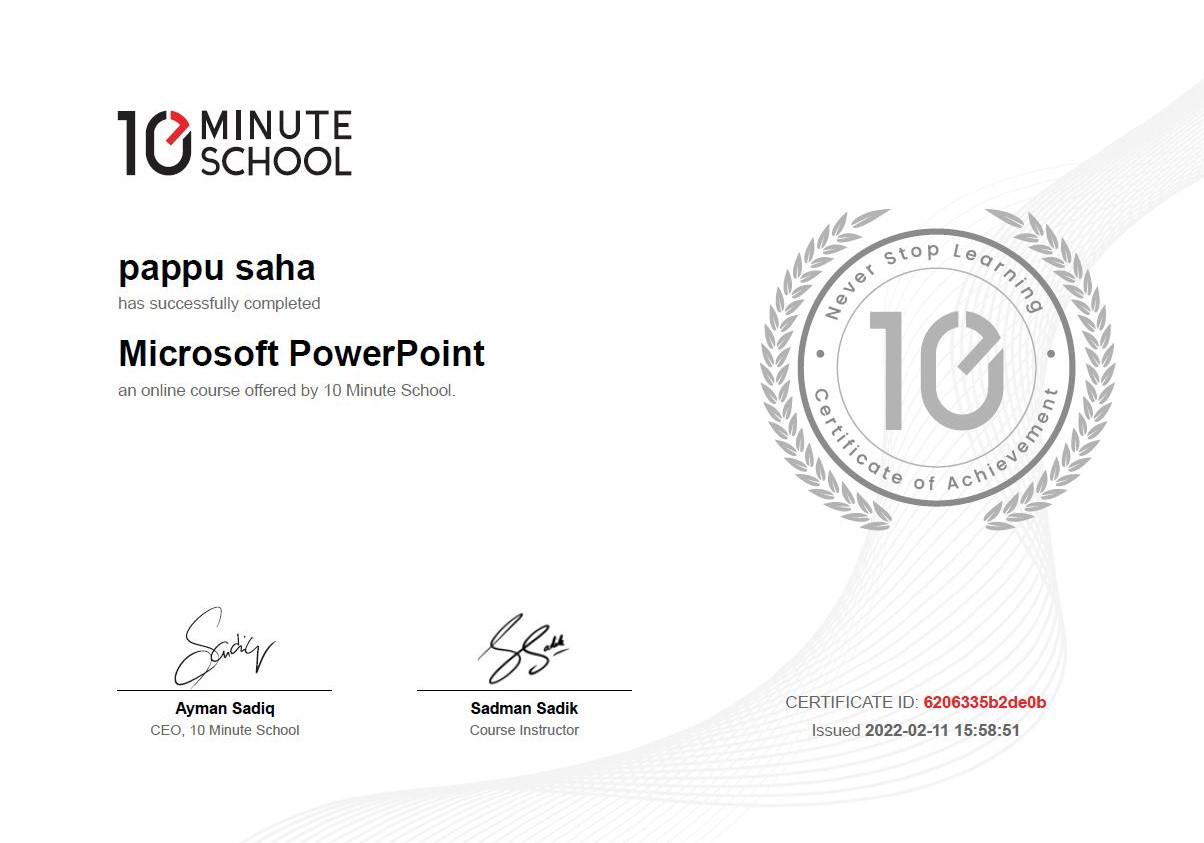 10 MINUTE
SCHOOL
pappu saha
has successfully completed
Microsoft PowerPoint
an online course offered by 10 Minute School.
Never Stop Learning
10
Certificate of Achievement
Sadiq
Ayman Sadiq
CEO, 10 Minute School
Sadman Sadik
Course Instructor
CERTIFICATE ID: 6206335b2de0b
Issued 2022-02-11 15:58:51